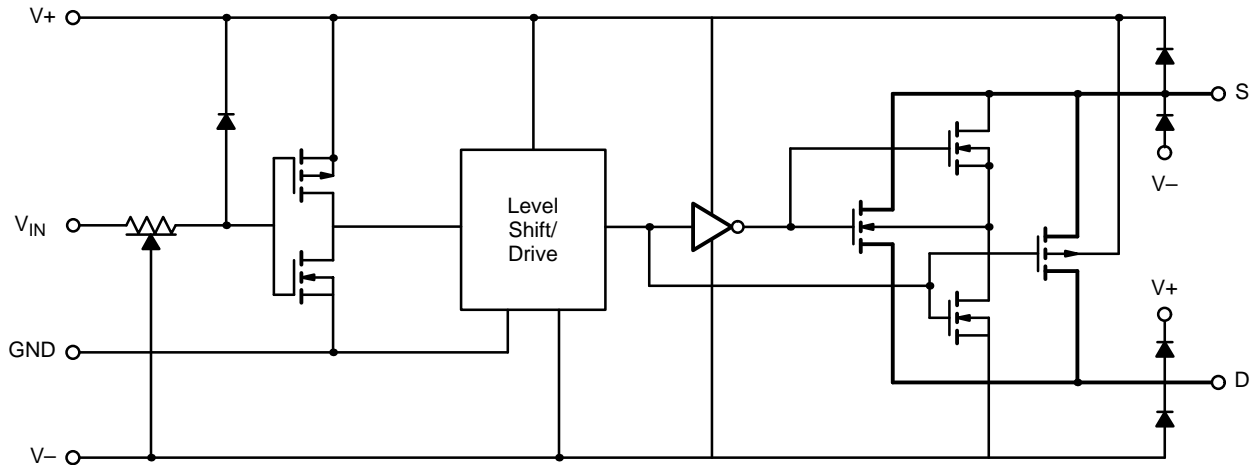 V+
S
V–
V<sub>IN</sub>
Level
Shift/
Drive
V+
GND
D
V–